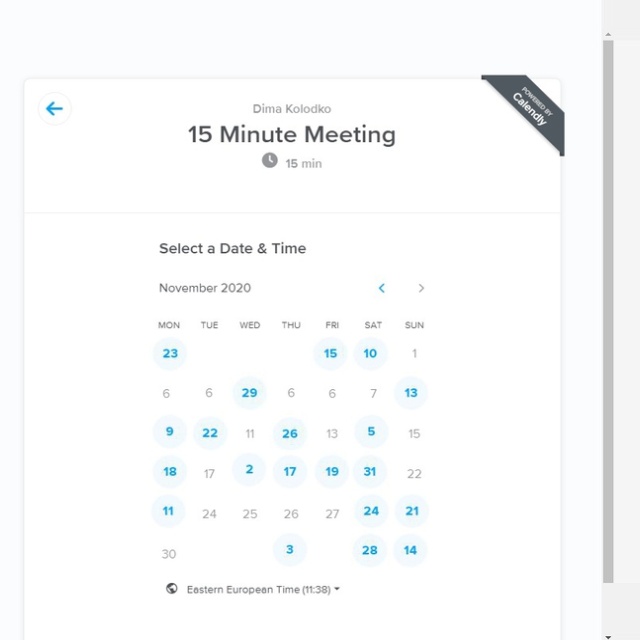 POWERED BY
Calendly
Dima Kolodko
15 Minute Meeting
15 min
Select a Date & Time
November 2020
MON TUE WED THU FRI SAT SUN
23 15 10 1
6 6 29 6 6 7 13
9 22 11 26 13 5 15
18 17 2 17 19 31 22
11 24 25 26 27 24 21
30 3 28 14
Eastern European Time (11:38)